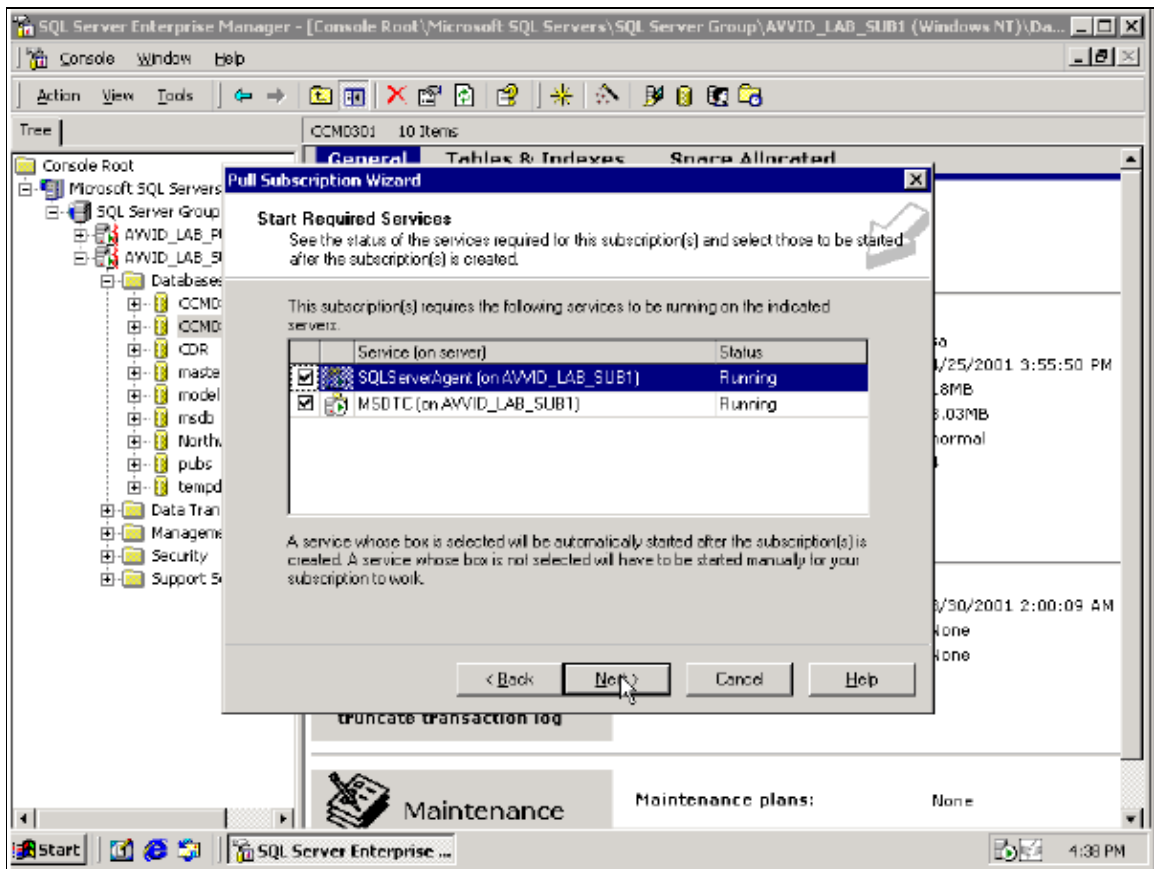 SQL Server Enterprise Manager - [Console Root\Microsoft SQL Servers\SQL Server Group\AVVID_LAB_SUB1 (Windows NT)\Da...
Console Window Help
Action View Tools
Tree
CCM0301 10 Items
Console Root
General Tables & Indexes Space Allocated
Microsoft SQL Servers
SQL Server Group
AVVID_LAB_P
AVVID_LAB_S
Databases
CCM0
CCM0
CDR
maste
model
msdb
North
pubs
tempd
Data Tran
Manageme
Security
Support S
Pull Subscription Wizard
Start Required Services
See the status of the services required for this subscription(s) and select those to be started
after the subscription(s) is created.
This subscription(s) requires the following services to be running on the indicated
servers.
Service (on server) Status
SQLServerAgent (on AVVID_LAB_SUB1) Running
MSDTC (on AVVID_LAB_SUB1) Running
A service whose box is selected will be automatically started after the subscription(s) is
created. A service whose box is not selected will have to be started manually for your
subscription to work.
< Back Next > Cancel Help
sa
/25/2001 3:55:50 PM
.8MB
.03MB
normal
/30/2001 2:00:09 AM
None
None
truncate transaction log
Maintenance
Maintenance plans: None
Start
SQL Server Enterprise ...
4:38 PM